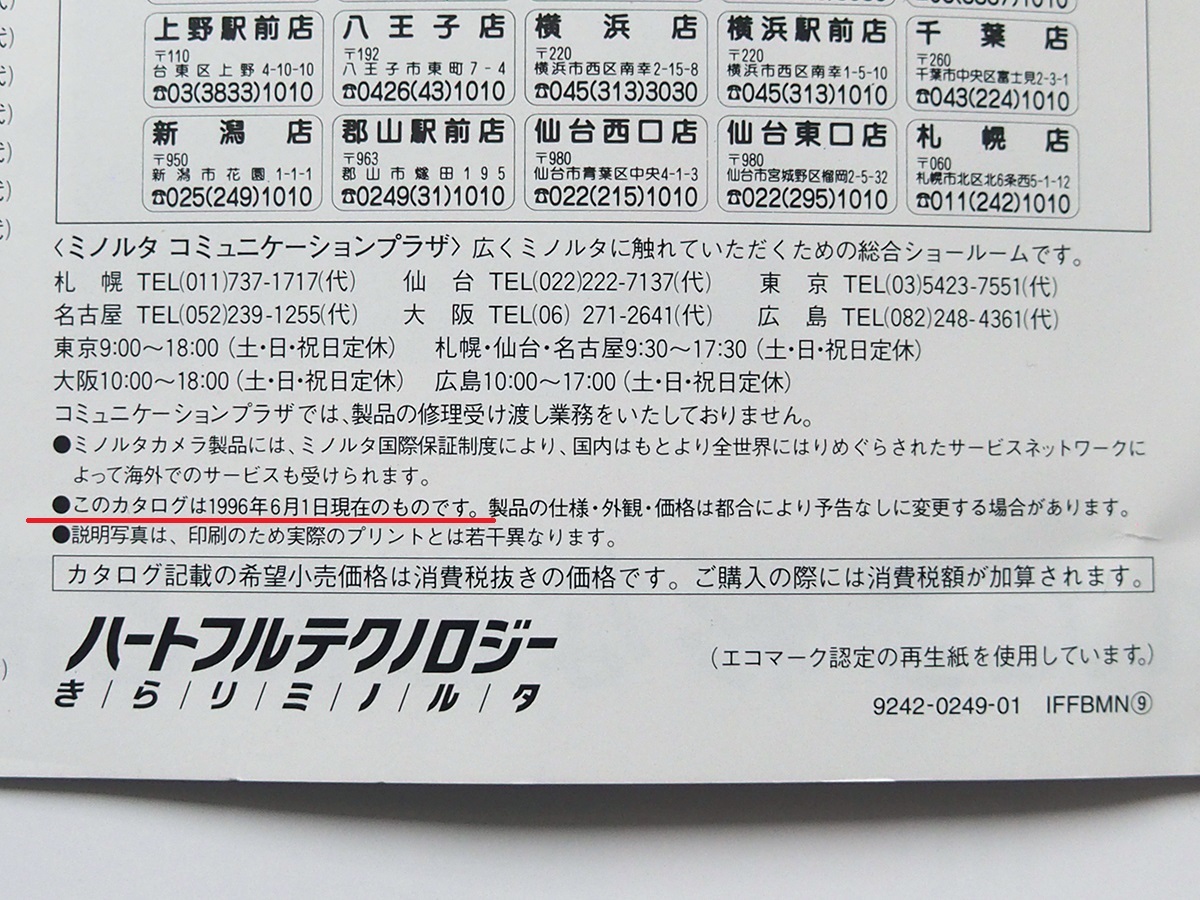 上野駅前店
〒110
台東区上野 4-10-10
☎03(3833)1010
八王子店
〒192
八王子市東町7-4
☎0426(43)1010
横浜店
〒220
横浜市西区南幸2-15-8
☎045(313)3030
横浜駅前店
〒220
横浜市西区南幸1-5-10
☎045(313)1010
千葉店
〒260
千葉市中央区富士見2-3-1
☎043(224)1010
新潟店
〒950
新潟市花園1-1-1
☎025(249)1010
郡山駅前店
〒963
郡山市燧田195
☎0249(31)1010
仙台西口店
〒980
仙台市青葉区中央4-1-3
☎022(215)1010
仙台東口店
〒980
仙台市宮城野区榴岡2-5-32
☎022(295)1010
札幌店
〒060
札幌市北区北6条西5-1-12
☎011(242)1010
〈ミノルタ コミュニケーションプラザ〉広くミノルタに触れていただくための総合ショールームです。
札幌 TEL(011)737-1717(代) 仙台 TEL(022)222-7137(代) 東京 TEL(03)5423-7551(代)
名古屋 TEL(052)239-1255(代) 大阪 TEL(06) 271-2641(代) 広島 TEL(082)248-4361(代)
東京9:00〜18:00(土・日・祝日定休) 札幌・仙台・名古屋9:30〜17:30(土・日・祝日定休)
大阪10:00〜18:00(土・日・祝日定休) 広島10:00〜17:00(土・日・祝日定休)
コミュニケーションプラザでは、製品の修理受け渡し業務をいたしておりません。
●ミノルタカメラ製品には、ミノルタ国際保証制度により、国内はもとより全世界にはりめぐらされたサービスネットワークに
よって海外でのサービスも受けられます。
●このカタログは1996年6月1日現在のものです。製品の仕様・外観・価格は都合により予告なしに変更する場合があります。
●説明写真は、印刷のため実際のプリントとは若干異なります。
カタログ記載の希望小売価格は消費税抜きの価格です。ご購入の際には消費税額が加算されます。
ハートフルテクノロジー
き/ら/り/ミ/ノ/ル/タ
(エコマーク認定の再生紙を使用しています。)
9242-0249-01 IFFBMN⑨